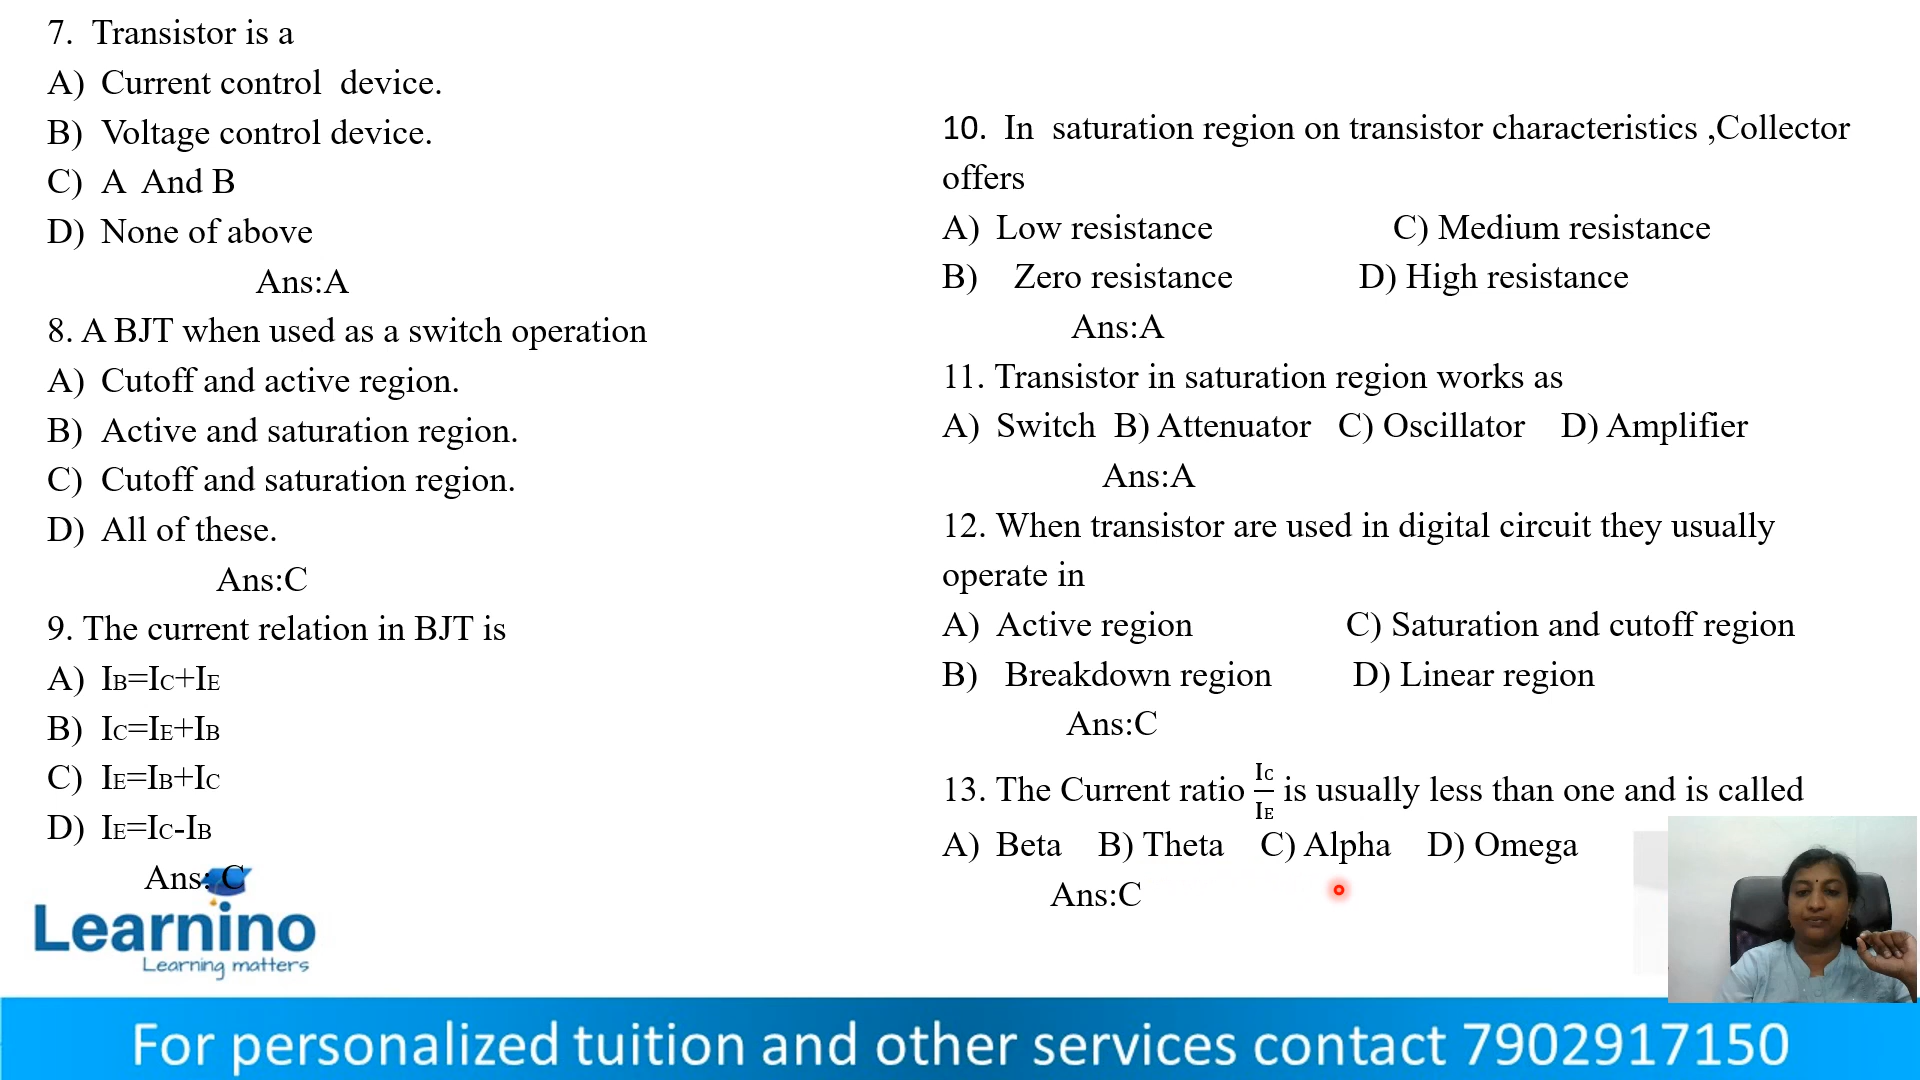 7. Transistor is a
A) Current control device.
B) Voltage control device.
C) A And B
D) None of above
Ans:A
8. A BJT when used as a switch operation
A) Cutoff and active region.
B) Active and saturation region.
C) Cutoff and saturation region.
D) All of these.
Ans:C
9. The current relation in BJT is
A) IB=IC+IE
B) IC=IE+IB
C) IE=IB+IC
D) IE=IC-IB
Ans: C
10. In saturation region on transistor characteristics ,Collector
offers
A) Low resistance C) Medium resistance
B) Zero resistance D) High resistance
Ans:A
11. Transistor in saturation region works as
A) Switch B) Attenuator C) Oscillator D) Amplifier
Ans:A
12. When transistor are used in digital circuit they usually
operate in
A) Active region C) Saturation and cutoff region
B) Breakdown region D) Linear region
Ans:C
13. The Current ratio IC/IE is usually less than one and is called
A) Beta B) Theta C) Alpha D) Omega
Ans:C
Learnino
Learning matters
For personalized tuition and other services contact 7902917150